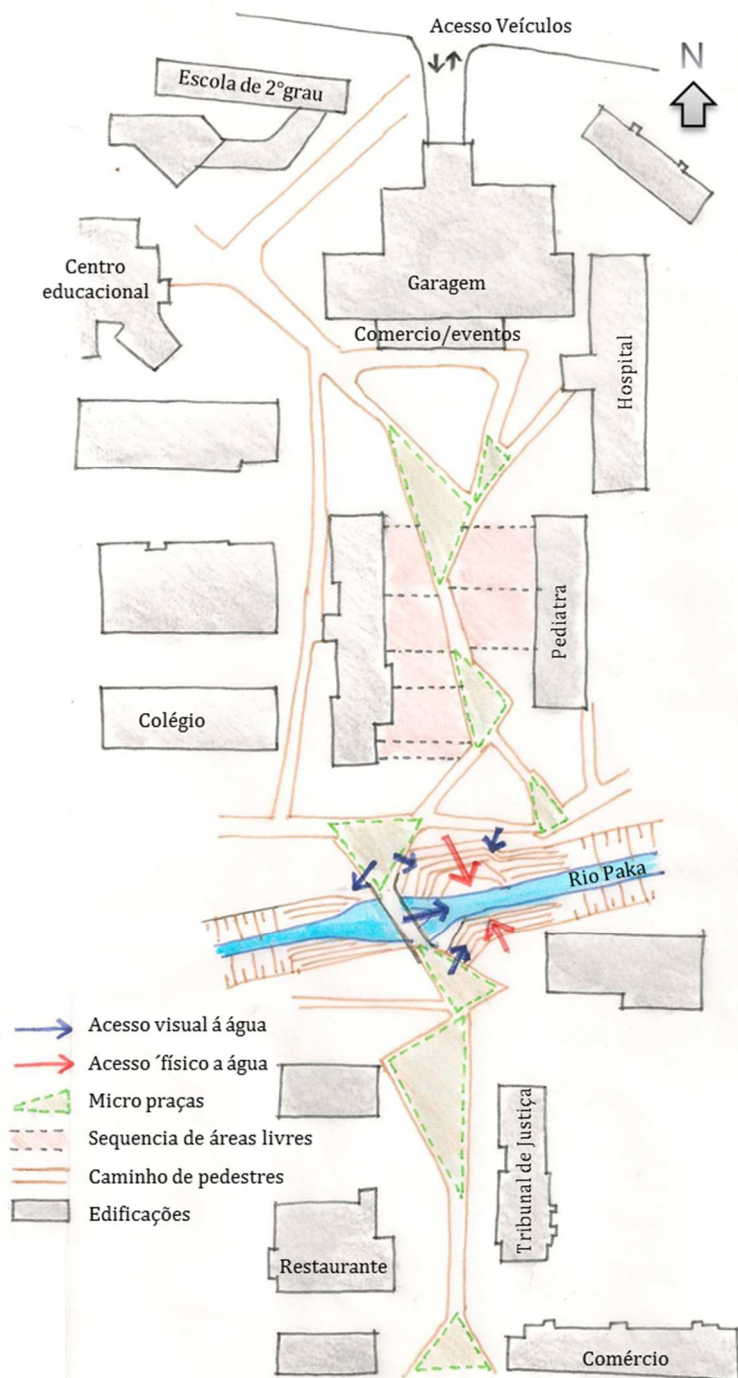 Acesso Veículos
N
Escola de 2°grau
Centro
educacional
Garagem
Comercio/eventos
Hospital
Pediatra
Colégio
Rio Paka
Acesso visual á água
Acesso ´físico a água
Micro praças
Sequencia de áreas livres
Caminho de pedestres
Edificações
Tribunal de Justiça
Restaurante
Comércio